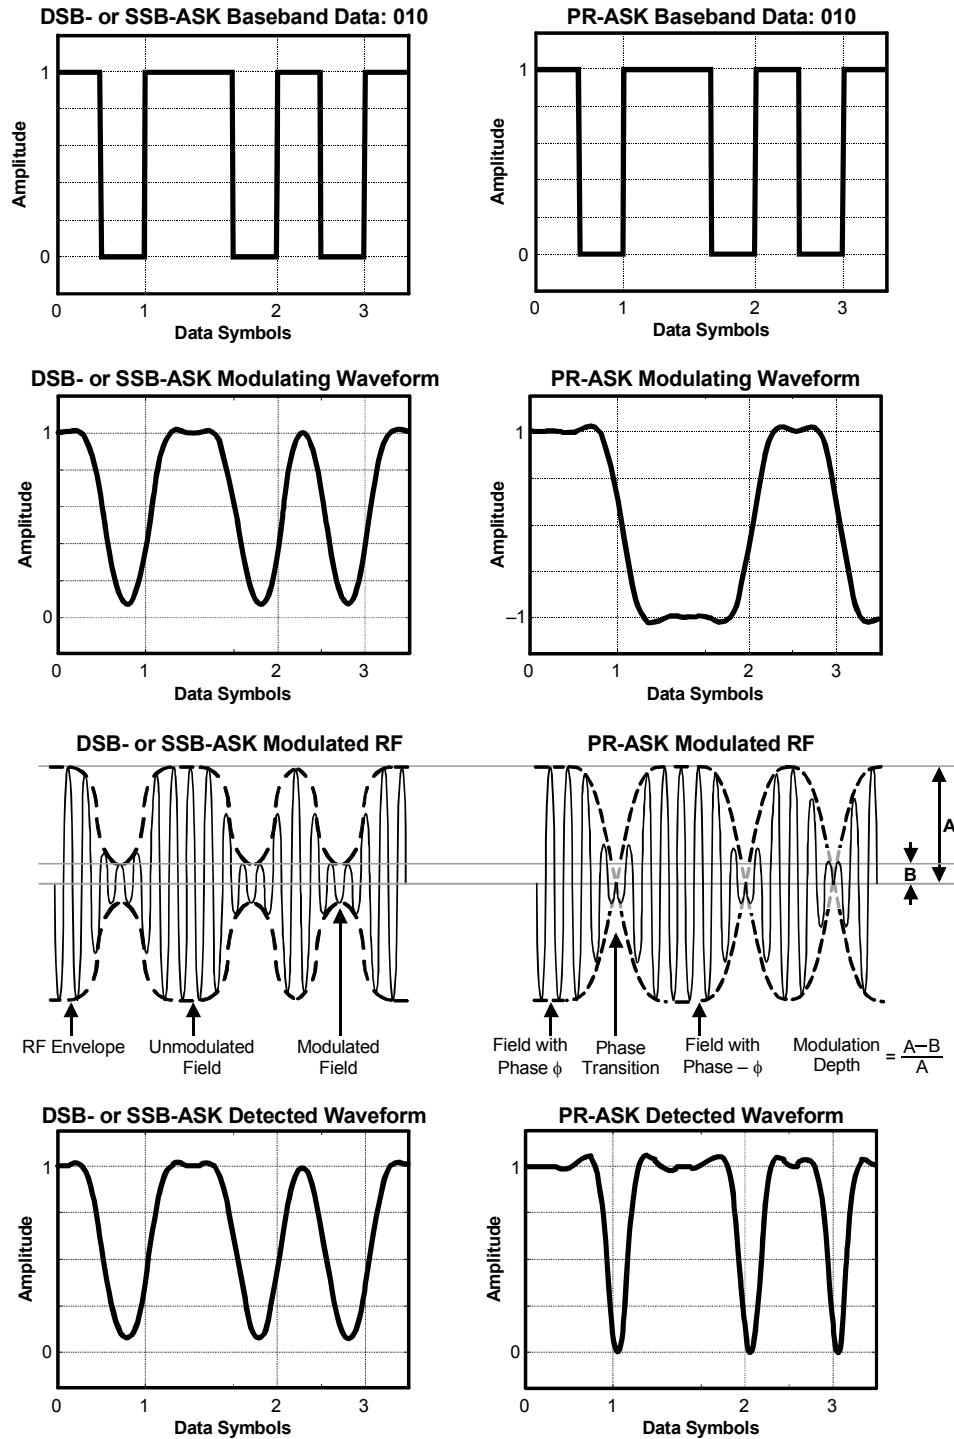 DSB- or SSB-ASK Baseband Data: 010
Amplitude
1
0
0 1 2 3
Data Symbols
PR-ASK Baseband Data: 010
Amplitude
1
0
0 1 2 3
Data Symbols
DSB- or SSB-ASK Modulating Waveform
Amplitude
1
0
0 1 2 3
Data Symbols
PR-ASK Modulating Waveform
Amplitude
1
–1
0 1 2 3
Data Symbols
DSB- or SSB-ASK Modulated RF
RF Envelope
Unmodulated
Field
Modulated
Field
PR-ASK Modulated RF
A
B
Field with
Phase ϕ
Phase
Transition
Field with
Phase – ϕ
Modulation
Depth
= A–B
A
DSB- or SSB-ASK Detected Waveform
Amplitude
1
0
0 1 2 3
Data Symbols
PR-ASK Detected Waveform
Amplitude
1
0
0 1 2 3
Data Symbols